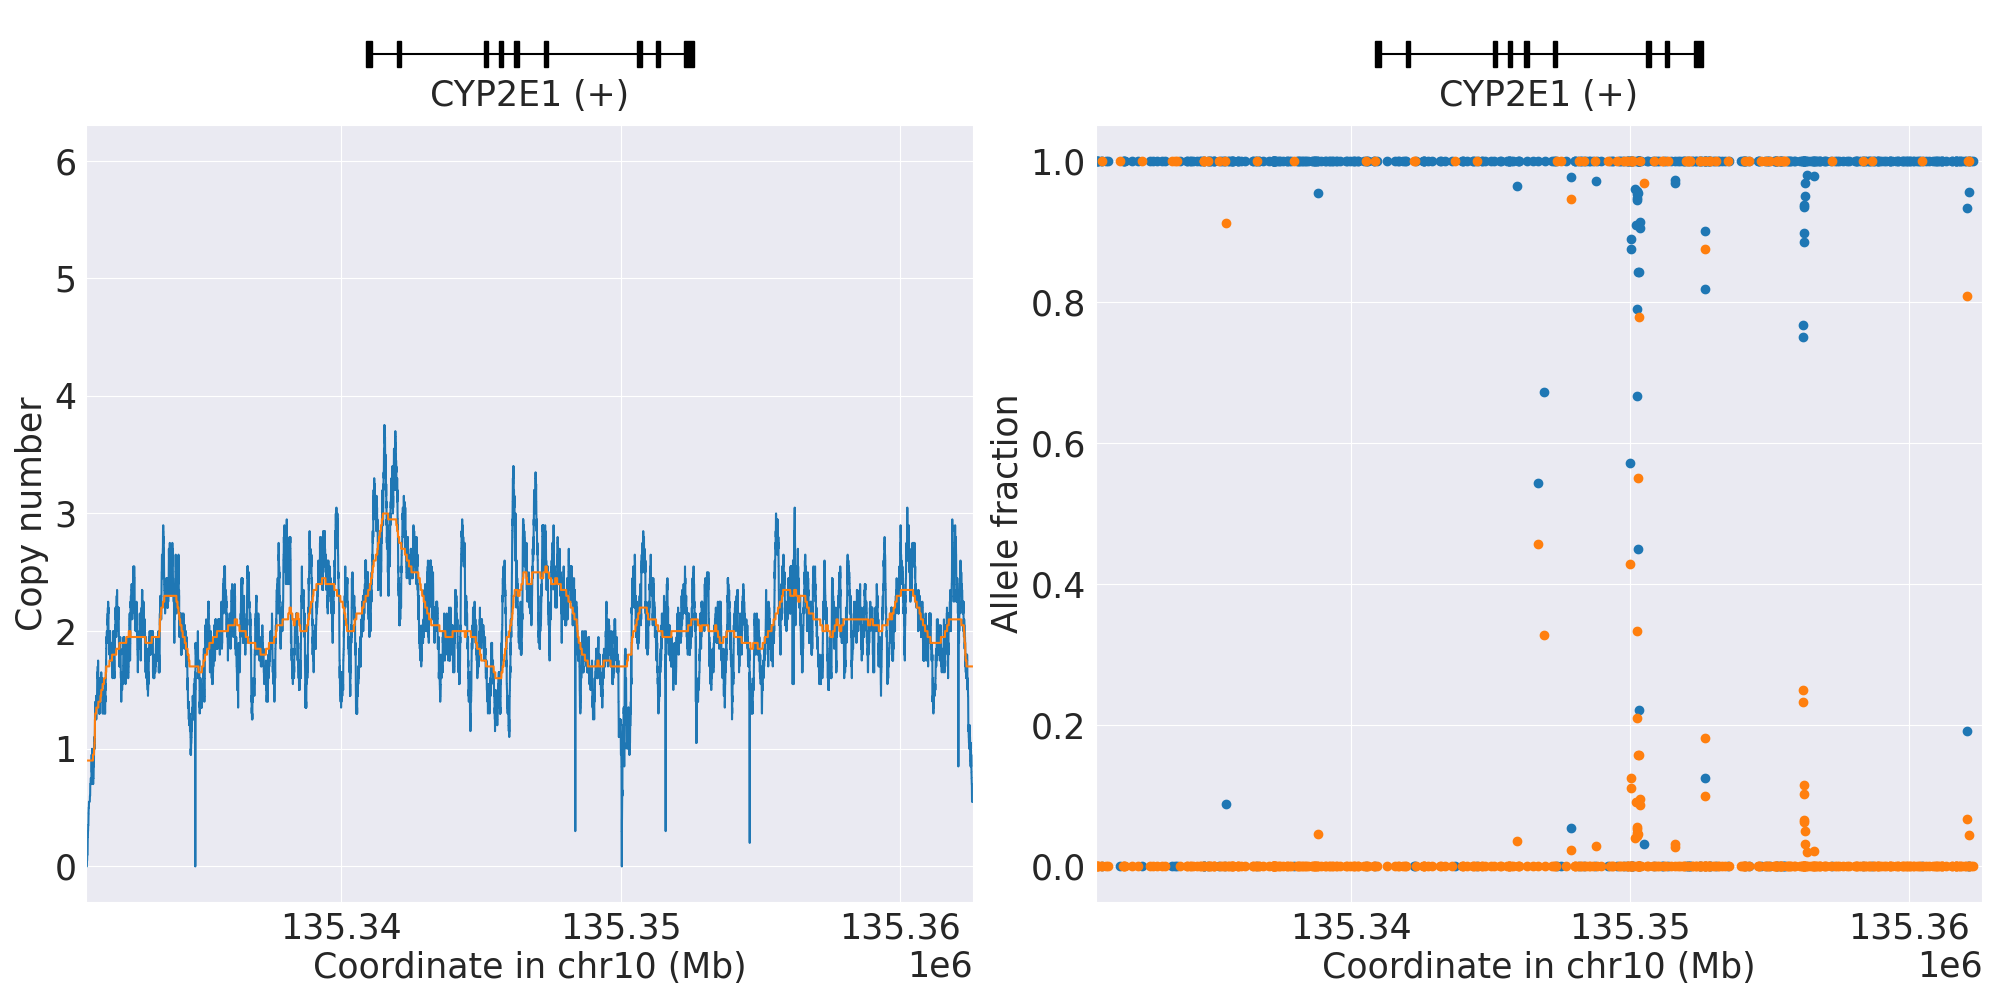 CYP2E1 (+)
6
5
4
3
2
1
0
Copy number
135.34 135.35 135.36
Coordinate in chr10 (Mb)
1e6
CYP2E1 (+)
1.0
0.8
0.6
0.4
0.2
0.0
Allele fraction
135.34 135.35 135.36
Coordinate in chr10 (Mb)
1e6